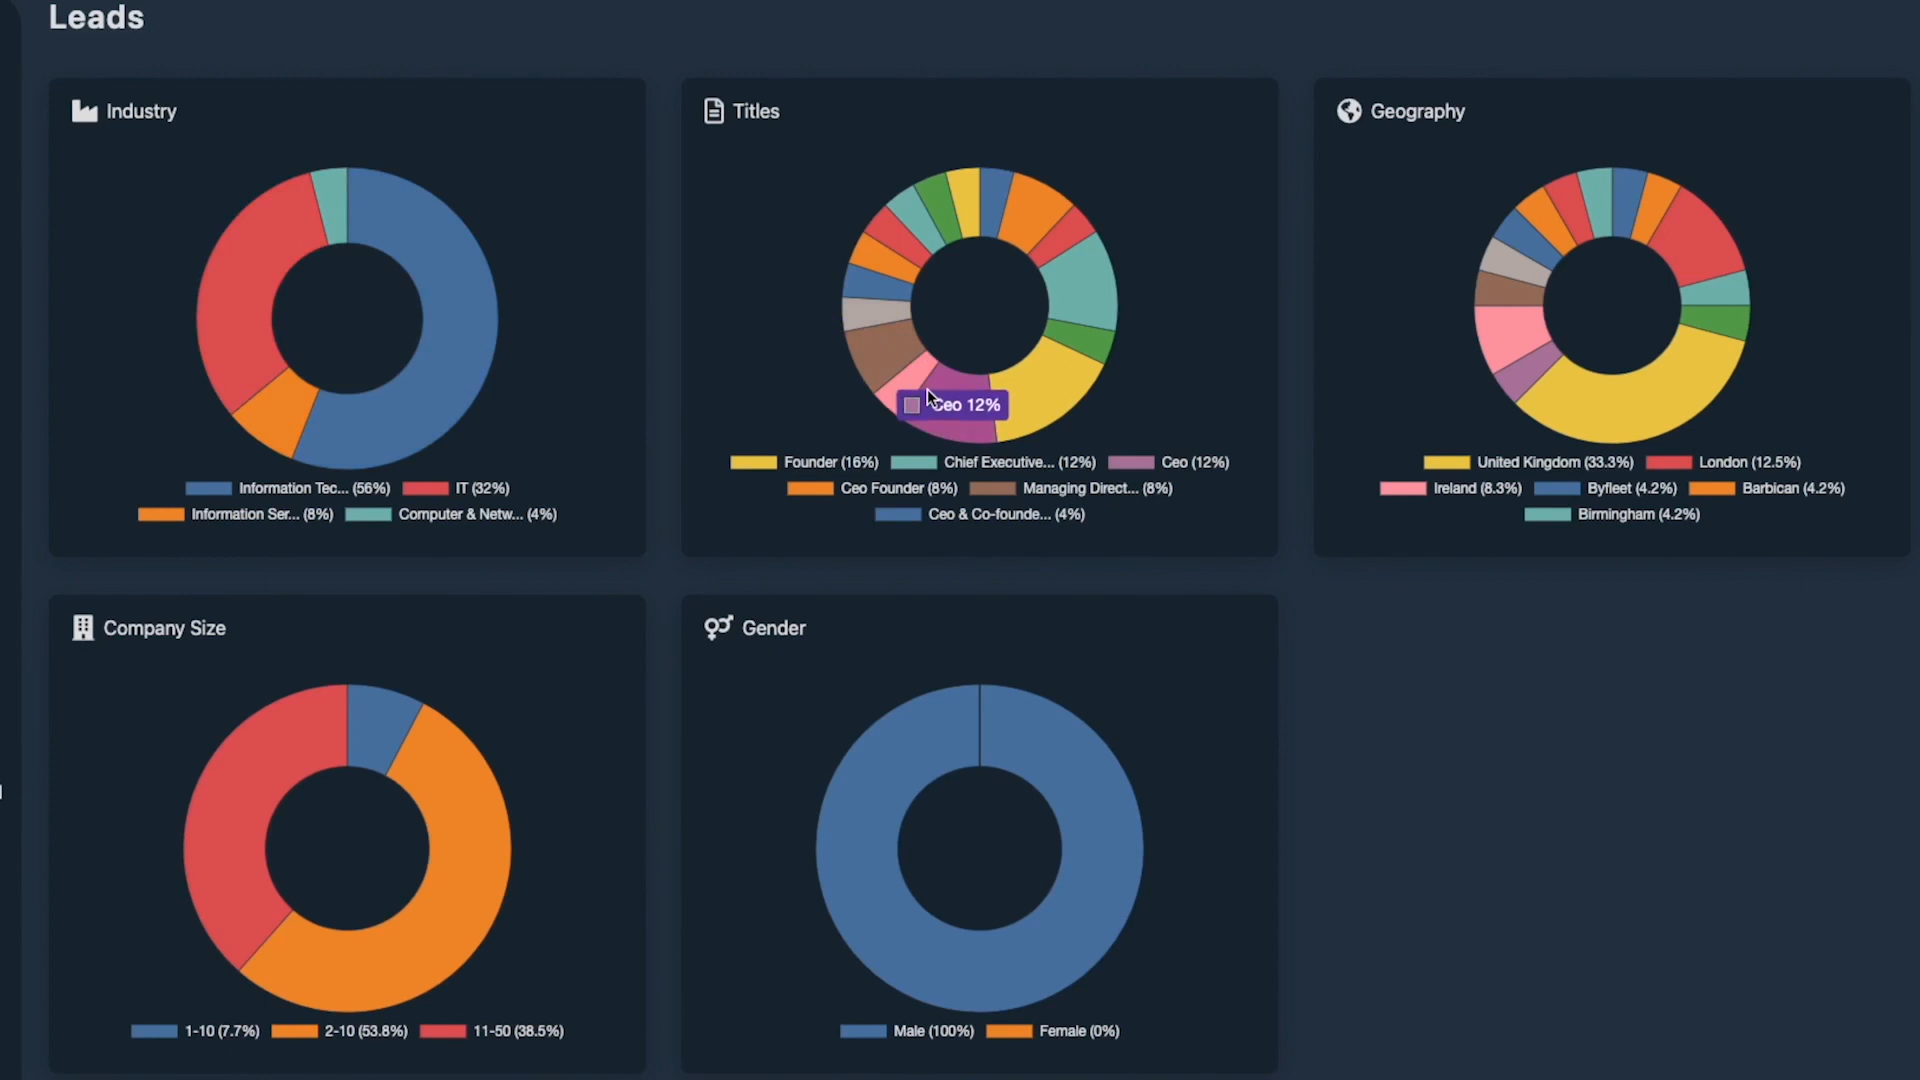 Leads
Industry
Information Tec... (56%) IT (32%)
Information Ser... (8%) Computer & Netw... (4%)
Titles
Ceo 12%
Founder (16%) Chief Executive... (12%) Ceo (12%)
Ceo Founder (8%) Managing Direct... (8%)
Ceo & Co-founde... (4%)
Geography
United Kingdom (33.3%) London (12.5%)
Ireland (8.3%) Byfleet (4.2%) Barbican (4.2%)
Birmingham (4.2%)
Company Size
1-10 (7.7%) 2-10 (53.8%) 11-50 (38.5%)
Gender
Male (100%) Female (0%)